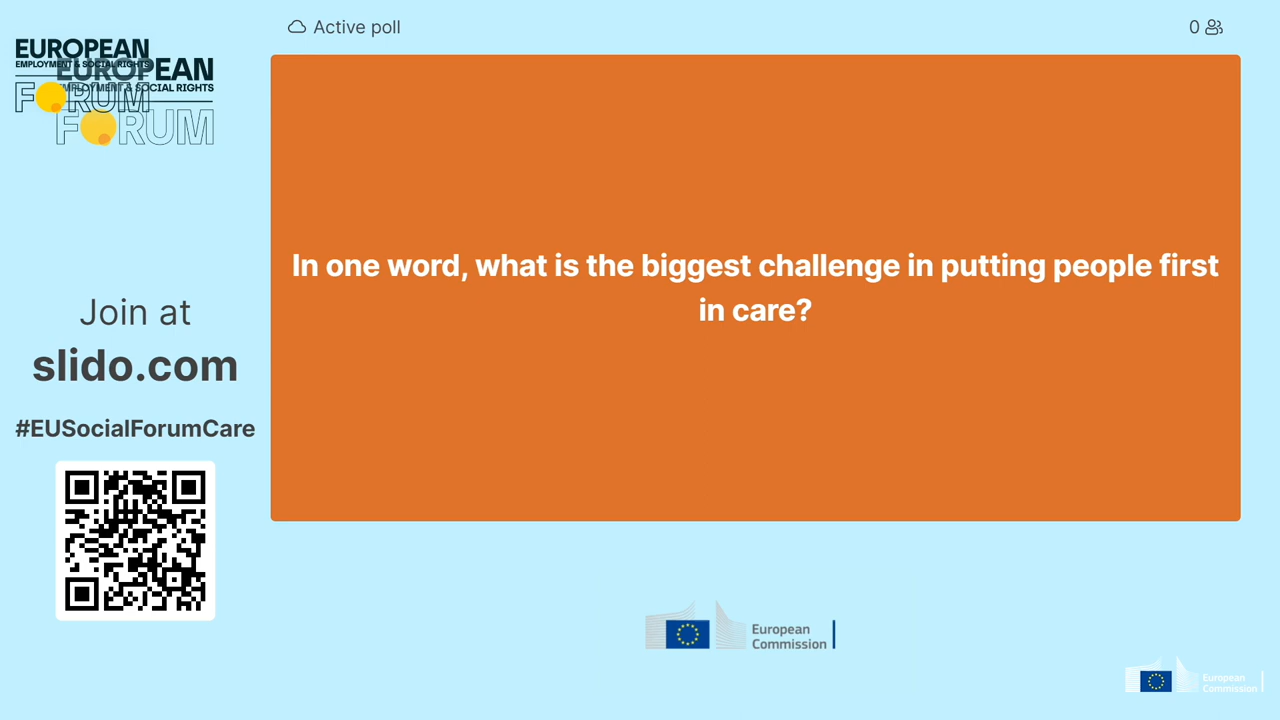 EUROPEAN
EMPLOYMENT & SOCIAL RIGHTS
FORUM
EUROPEAN
EMPLOYMENT & SOCIAL RIGHTS
FORUM
Active poll
0
In one word, what is the biggest challenge in putting people first
in care?
Join at
slido.com
#EUSocialForumCare
European
Commission
European
Commission